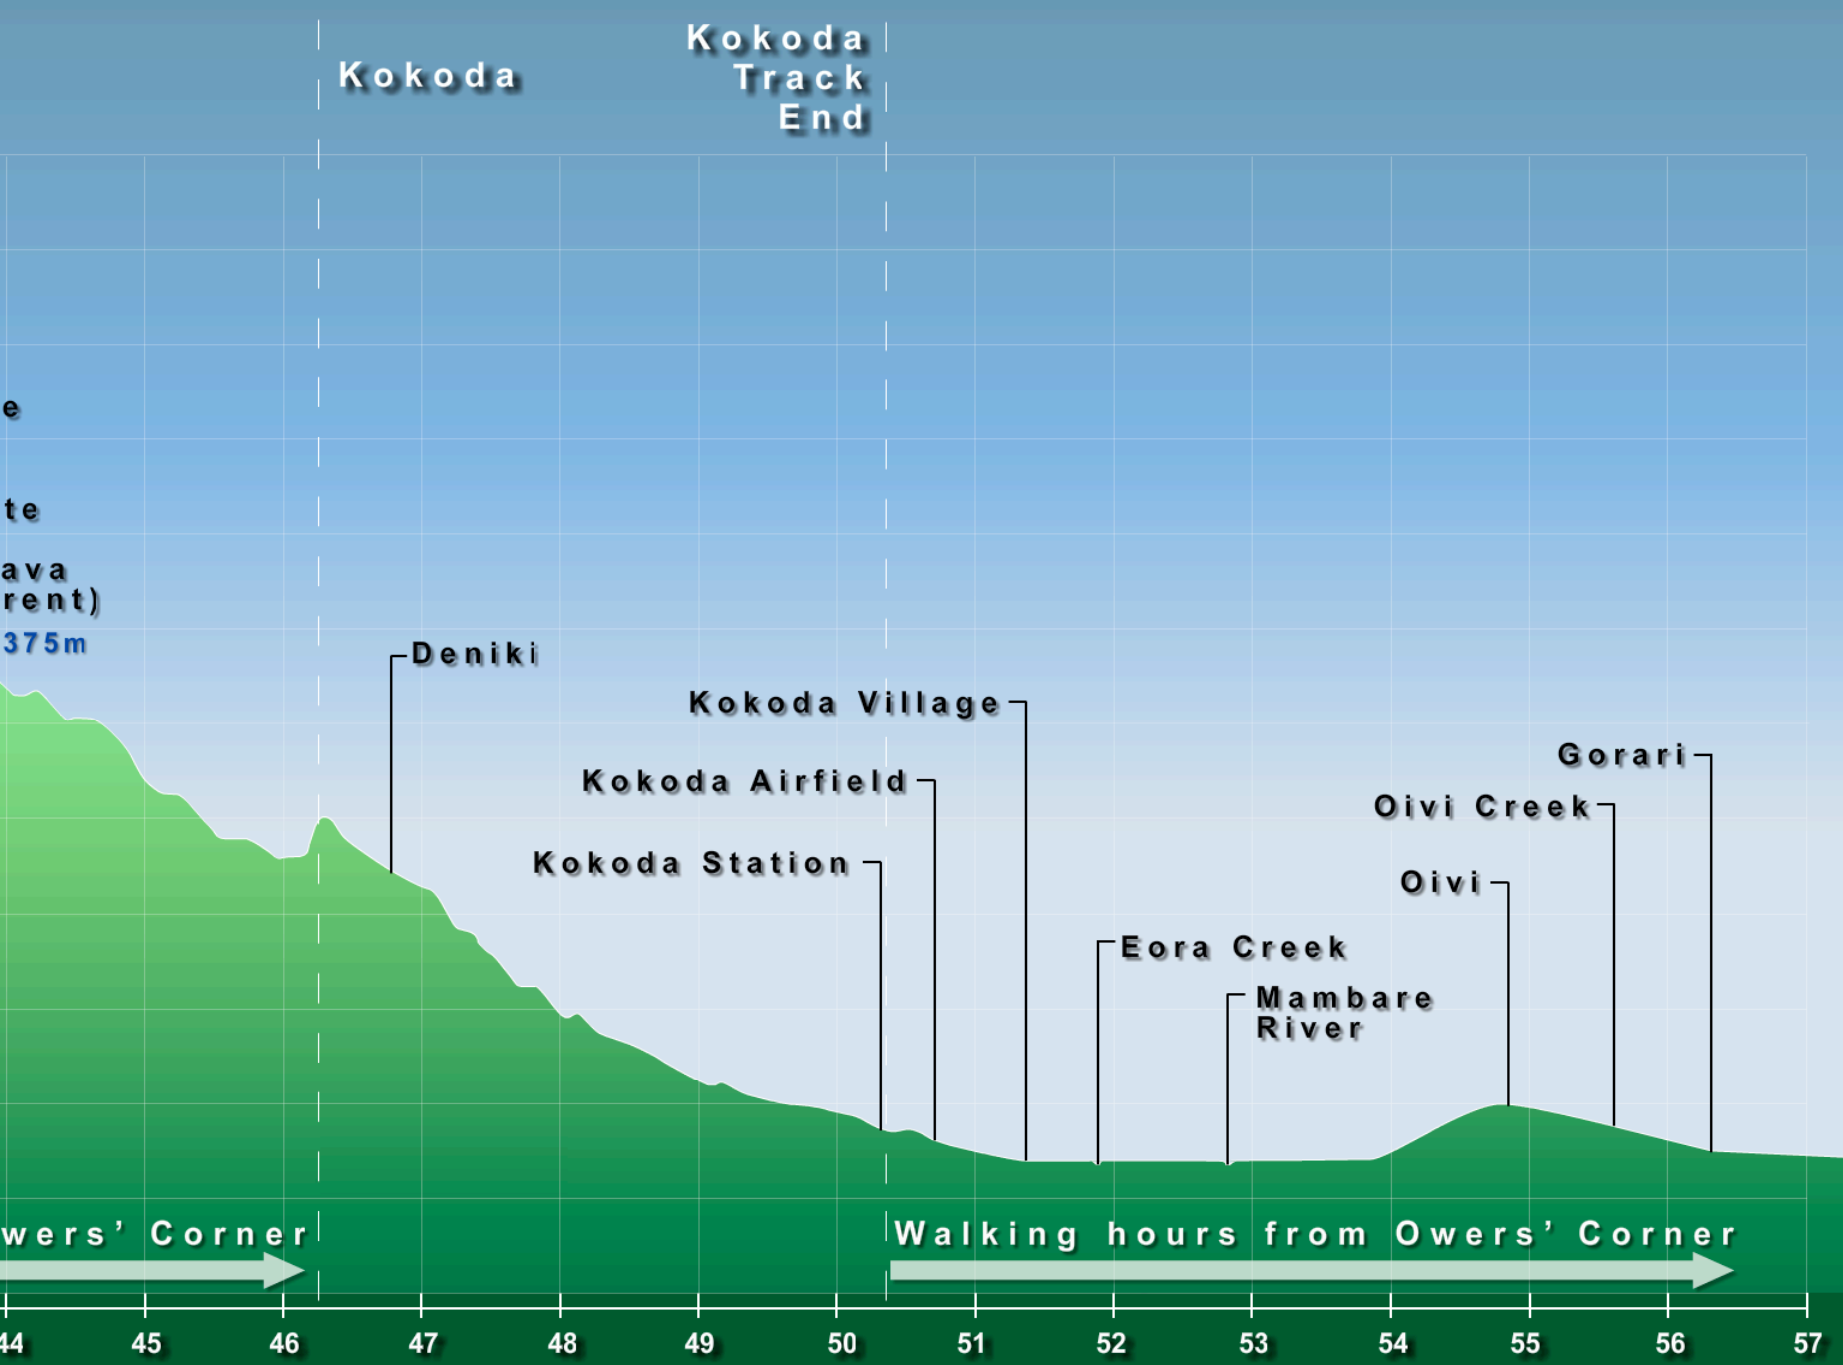 Kokoda
Track
End
Kokoda
e
te
ava
rent)
375m
Deniki
Kokoda Village
Gorari
Kokoda Airfield
Oivi Creek
Kokoda Station
Oivi
Eora Creek
Mambare
River
wers’ Corner
Walking hours from Owers’ Corner
44 45 46 47 48 49 50 51 52 53 54 55 56 57